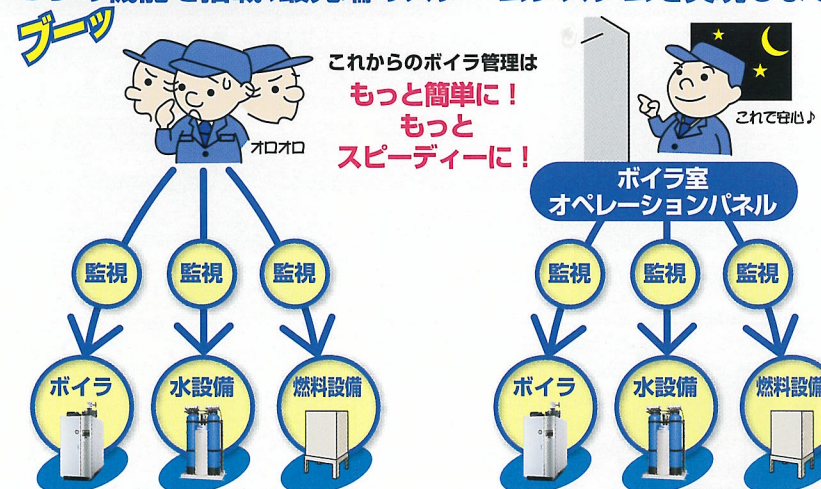 ブーッ
これからのボイラ管理は
もっと簡単に！
もっと
スピーディーに！
オロオロ
これで安心♪
ボイラ室
オペレーションパネル
監視
監視
監視
監視
監視
監視
ボイラ
水設備
燃料設備
ボイラ
水設備
燃料設備